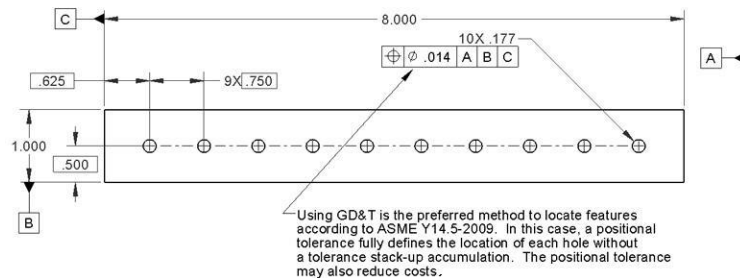 C
8.000
10X .177
⌖ ⌀ .014 A B C
A
.625
9X .750
1.000
.500
B
Using GD&T is the preferred method to locate features
according to ASME Y14.5-2009. In this case, a positional
tolerance fully defines the location of each hole without
a tolerance stack-up accumulation. The positional tolerance
may also reduce costs.